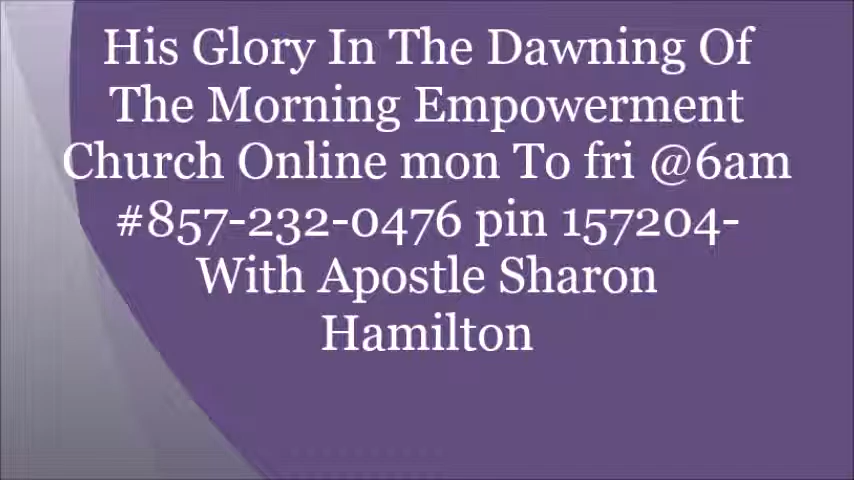 His Glory In The Dawning Of
The Morning Empowerment
Church Online mon To fri @6am
#857-232-0476 pin 157204-
With Apostle Sharon
Hamilton